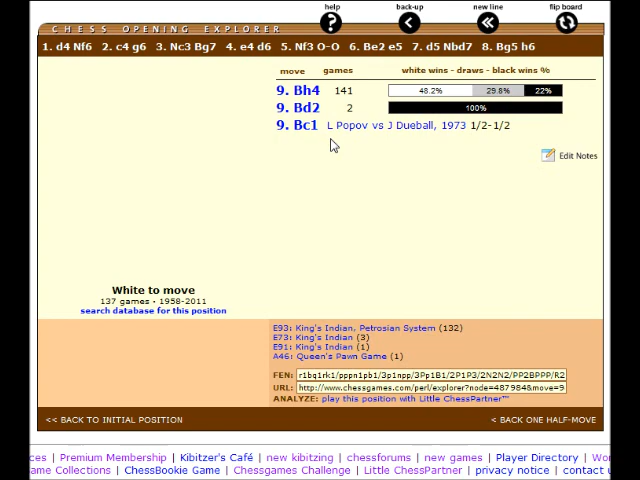 help back-up new line flip board
CHESS OPENING EXPLORER
1. d4 Nf6 2. c4 g6 3. Nc3 Bg7 4. e4 d6 5. Nf3 O-O 6. Be2 e5 7. d5 Nbd7 8. Bg5 h6
move games white wins - draws - black wins %
9. Bh4 141 48.2% 29.8% 22%
9. Bd2 2 100%
9. Bc1 L Popov vs J Dueball, 1973 1/2-1/2
Edit Notes
White to move
137 games • 1958-2011
search database for this position
E93: King's Indian, Petrosian System (132)
E73: King's Indian (3)
E91: King's Indian (1)
A46: Queen's Pawn Game (1)
FEN: r1bq1rk1/pppn1pb1/3p1npp/3Pp1B1/2P1P3/2N2N2/PP2BPPP/R2
URL: http://www.chessgames.com/perl/explorer?node=487984&move=9
ANALYZE: play this position with Little ChessPartner™
<< BACK TO INITIAL POSITION < BACK ONE HALF-MOVE
ces | Premium Membership | Kibitzer's Café | new kibitzing | chessforums | new games | Player Directory | Wo
ame Collections | ChessBookie Game | Chessgames Challenge | Little ChessPartner | privacy notice | contact u